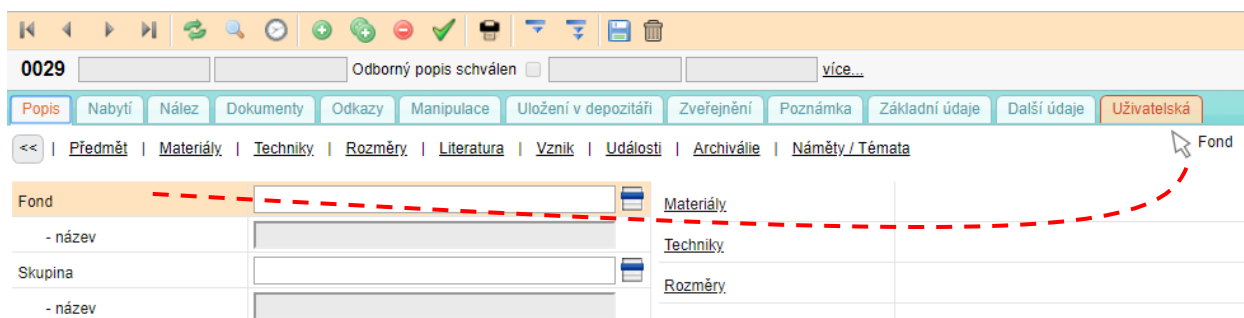 0029 Odborný popis schválen více...
Popis Nabytí Nález Dokumenty Odkazy Manipulace Uložení v depozitáři Zveřejnění Poznámka Základní údaje Další údaje Uživatelská
<< | Předmět | Materiály | Techniky | Rozměry | Literatura | Vznik | Události | Archiválie | Náměty / Témata
Fond
Fond
Materiály
- název
Techniky
Skupina
Rozměry
- název